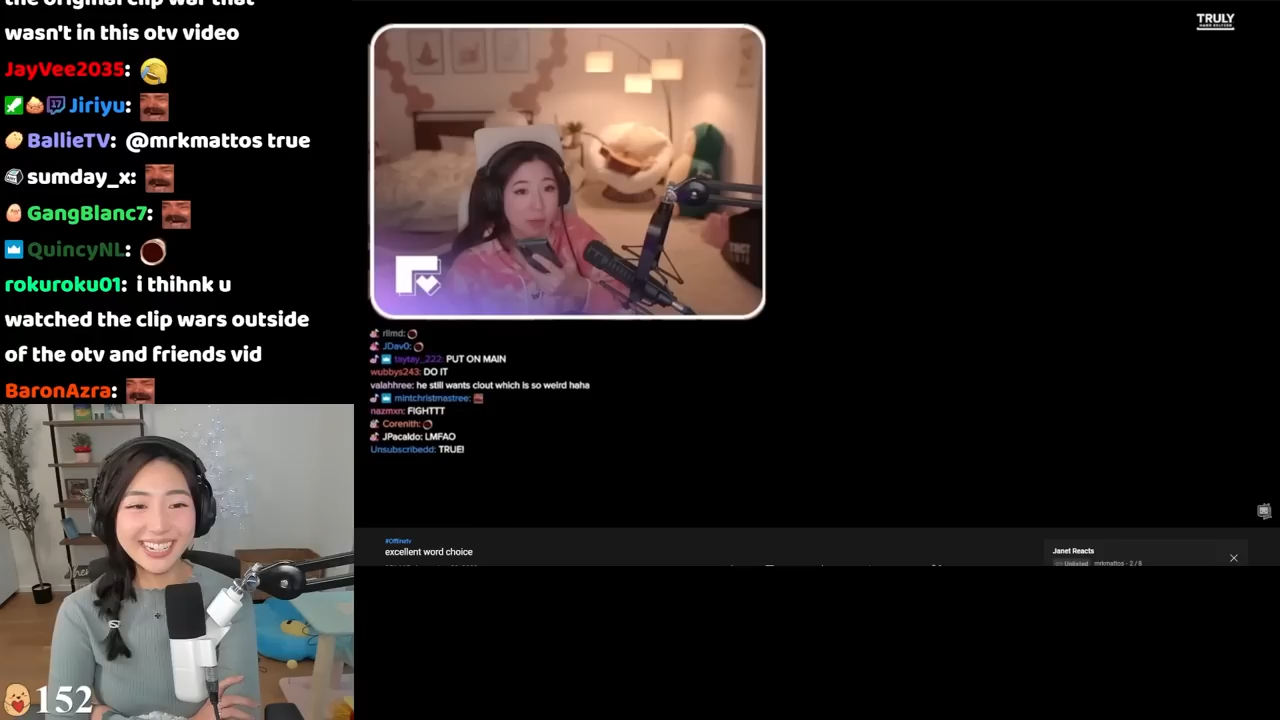 the original clip war that
wasn't in this otv video
JayVee2035:
17 Jiriyu:
BallieTV: @mrkmattos true
sumday_x:
GangBlanc7:
QuincyNL:
rokuroku01: i thihnk u
watched the clip wars outside
of the otv and friends vid
BaronAzra:
152
TRULY
rllmd:
JDav0:
taytay_222: PUT ON MAIN
wubbys243: DO IT
valahhree: he still wants clout which is so weird haha
mintchristmastree:
nazmxn: FIGHTTT
Corenith:
JPacaldo: LMFAO
Unsubscribedd: TRUE!
#Offlinetv
excellent word choice
Janet Reacts
Unlisted mrkmattos - 2 / 8